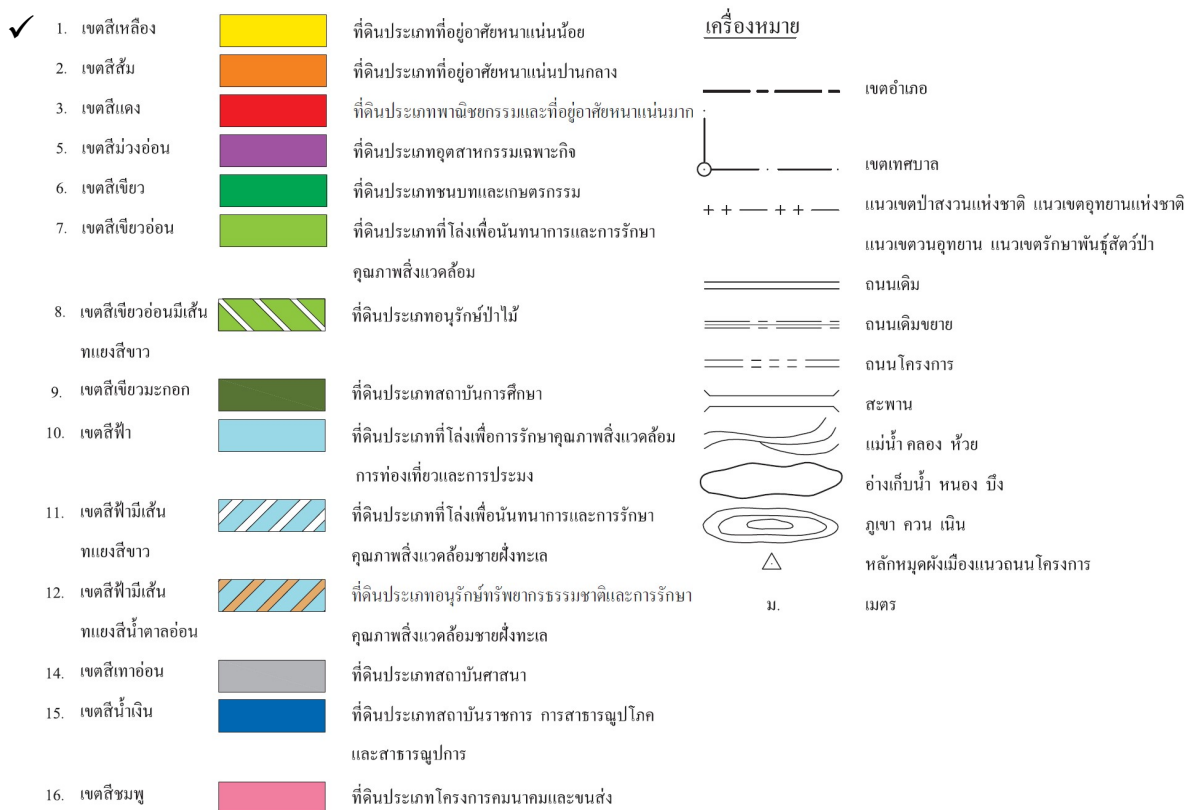 ✓ 1. เขตสีเหลือง ที่ดินประเภทที่อยู่อาศัยหนาแน่นน้อย
2. เขตสีส้ม ที่ดินประเภทที่อยู่อาศัยหนาแน่นปานกลาง
3. เขตสีแดง ที่ดินประเภทพาณิชยกรรมและที่อยู่อาศัยหนาแน่นมาก
5. เขตสีม่วงอ่อน ที่ดินประเภทอุตสาหกรรมเฉพาะกิจ
6. เขตสีเขียว ที่ดินประเภทชนบทและเกษตรกรรม
7. เขตสีเขียวอ่อน ที่ดินประเภทที่โล่งเพื่อนันทนาการและการรักษา
คุณภาพสิ่งแวดล้อม
8. เขตสีเขียวอ่อนมีเส้น ที่ดินประเภทอนุรักษ์ป่าไม้
ทแยงสีขาว
9. เขตสีเขียวมะกอก ที่ดินประเภทสถาบันการศึกษา
10. เขตสีฟ้า ที่ดินประเภทที่โล่งเพื่อการรักษาคุณภาพสิ่งแวดล้อม
การท่องเที่ยวและการประมง
11. เขตสีฟ้ามีเส้น ที่ดินประเภทที่โล่งเพื่อนันทนาการและการรักษา
ทแยงสีขาว คุณภาพสิ่งแวดล้อมชายฝั่งทะเล
12. เขตสีฟ้ามีเส้น ที่ดินประเภทอนุรักษ์ทรัพยากรธรรมชาติและการรักษา
ทแยงสีน้ำตาลอ่อน คุณภาพสิ่งแวดล้อมชายฝั่งทะเล
14. เขตสีเทาอ่อน ที่ดินประเภทสถาบันศาสนา
15. เขตสีน้ำเงิน ที่ดินประเภทสถาบันราชการ การสาธารณูปโภค
และสาธารณูปการ
16. เขตสีชมพู ที่ดินประเภทโครงการคมนาคมและขนส่ง
เครื่องหมาย
เขตอำเภอ
เขตเทศบาล
แนวเขตป่าสงวนแห่งชาติ แนวเขตอุทยานแห่งชาติ
แนวเขตวนอุทยาน แนวเขตรักษาพันธุ์สัตว์ป่า
ถนนเดิม
ถนนเดิมขยาย
ถนนโครงการ
สะพาน
แม่น้ำ คลอง ห้วย
อ่างเก็บน้ำ หนอง บึง
ภูเขา ควน เนิน
หลักหมุดผังเมืองแนวถนนโครงการ
ม. เมตร